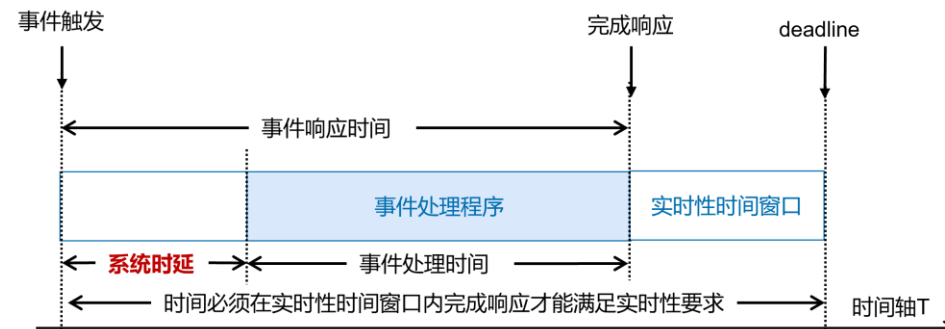 事件触发
完成响应
deadline
事件响应时间
事件处理程序
实时性时间窗口
系统时延
事件处理时间
时间必须在实时性时间窗口内完成响应才能满足实时性要求
时间轴T